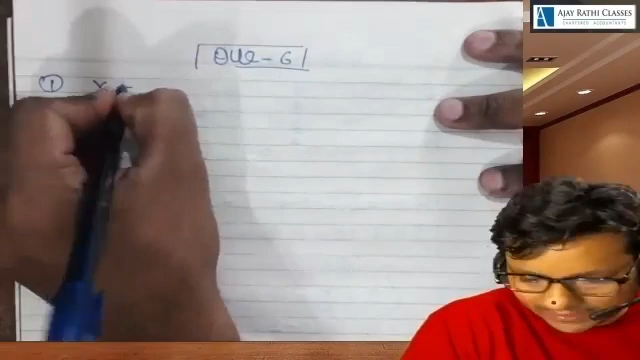 AJAY RATHI CLASSES
CHARTERED ACCOUNTANTS
QUE - 6
①